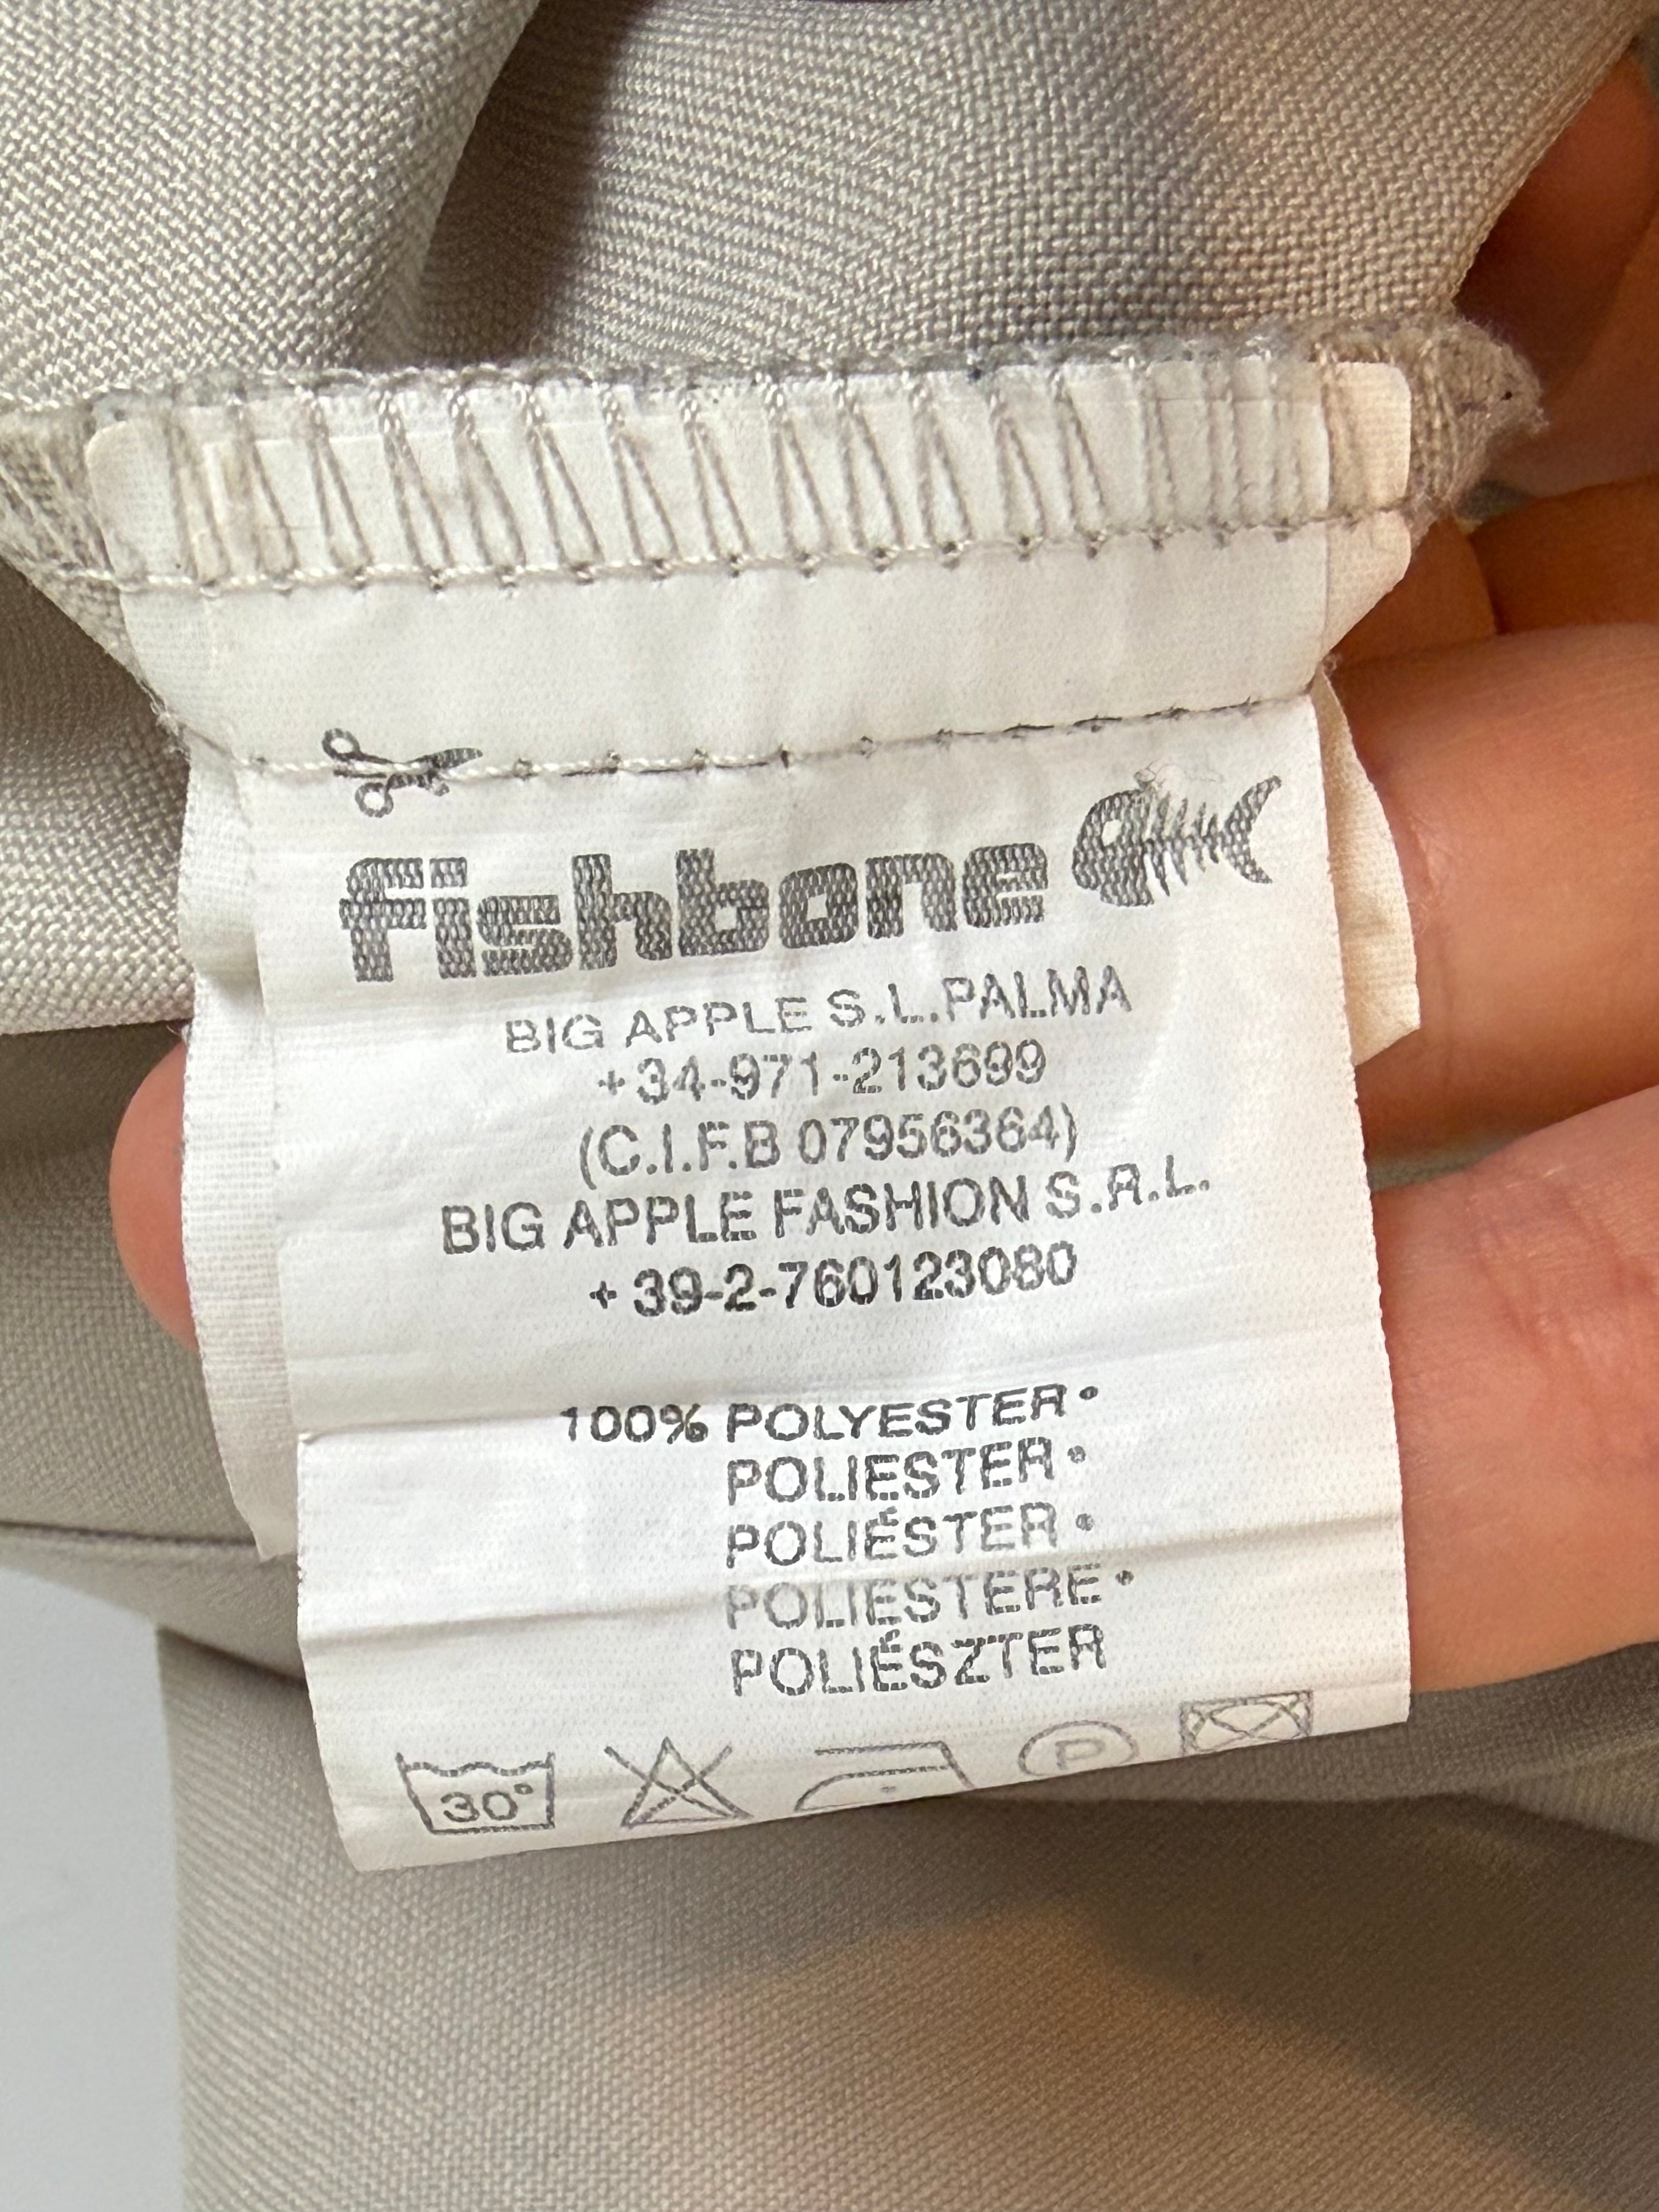 fishbone
BIG APPLE S.L.PALMA
+34-971-213699
(C.I.F.B 07956364)
BIG APPLE FASHION S.R.L.
+39-2-760123080
100% POLYESTER•
POLIESTER•
POLIÉSTER•
POLIESTERE•
POLIÉSZTER
30°
P